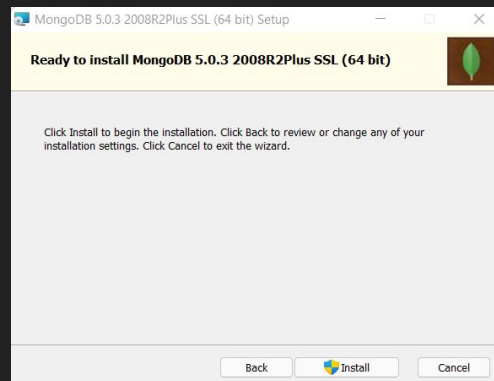 MongoDB 5.0.3 2008R2Plus SSL (64 bit) Setup
Ready to install MongoDB 5.0.3 2008R2Plus SSL (64 bit)
Click Install to begin the installation. Click Back to review or change any of your
installation settings. Click Cancel to exit the wizard.
Back Install Cancel